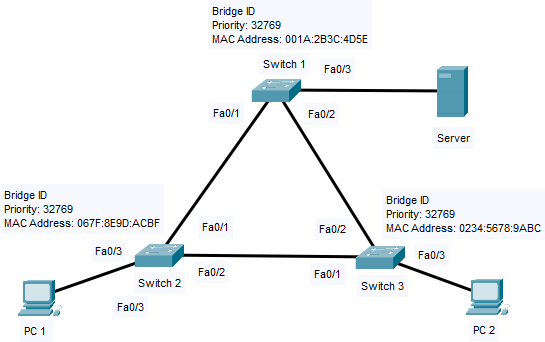 Bridge ID
Priority: 32769
MAC Address: 001A:2B3C:4D5E
Switch 1
Fa0/3
Fa0/1
Fa0/2
Server
Bridge ID
Priority: 32769
MAC Address: 067F:8E9D:ACBF
Bridge ID
Priority: 32769
MAC Address: 0234:5678:9ABC
Fa0/1
Fa0/2
Fa0/3
Fa0/3
Fa0/2
Fa0/1
Switch 2
Switch 3
Fa0/3
PC 1
PC 2